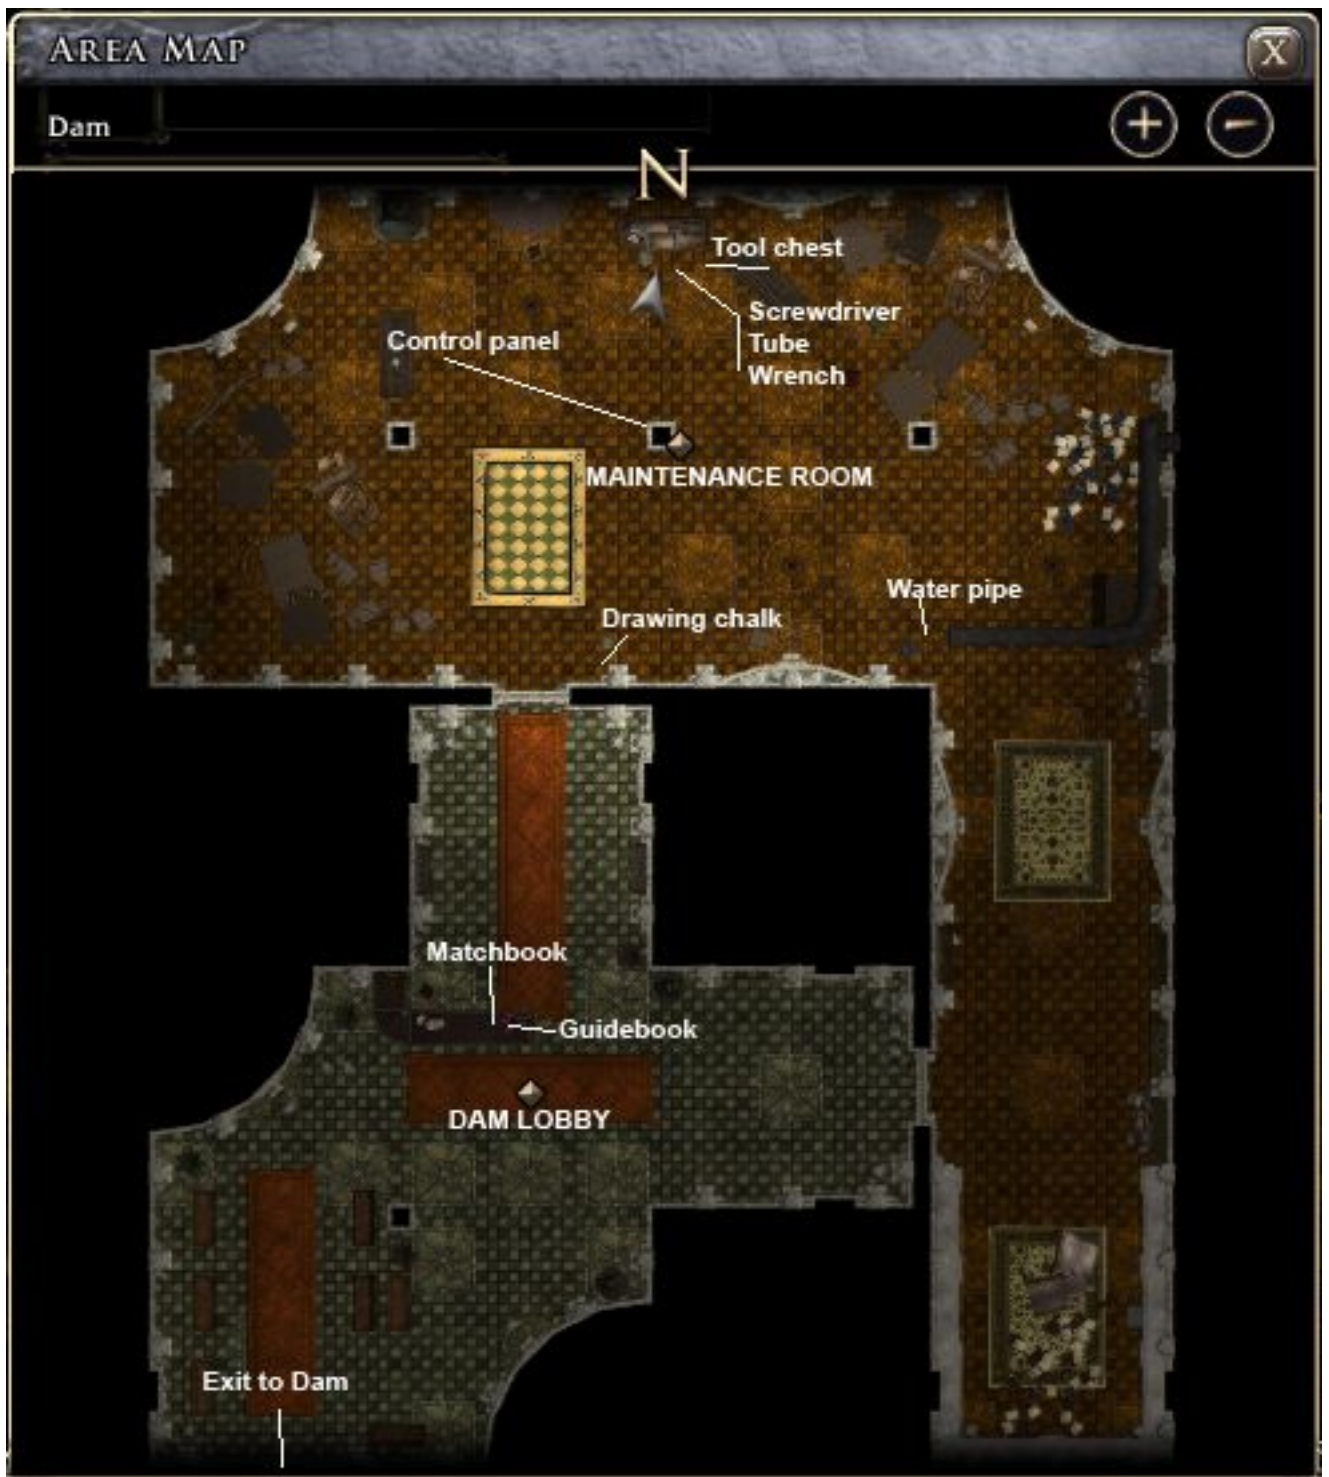 AREA MAP
X
Dam
N
Tool chest
Screwdriver
Tube
Wrench
Control panel
MAINTENANCE ROOM
Water pipe
Drawing chalk
Matchbook
Guidebook
DAM LOBBY
Exit to Dam